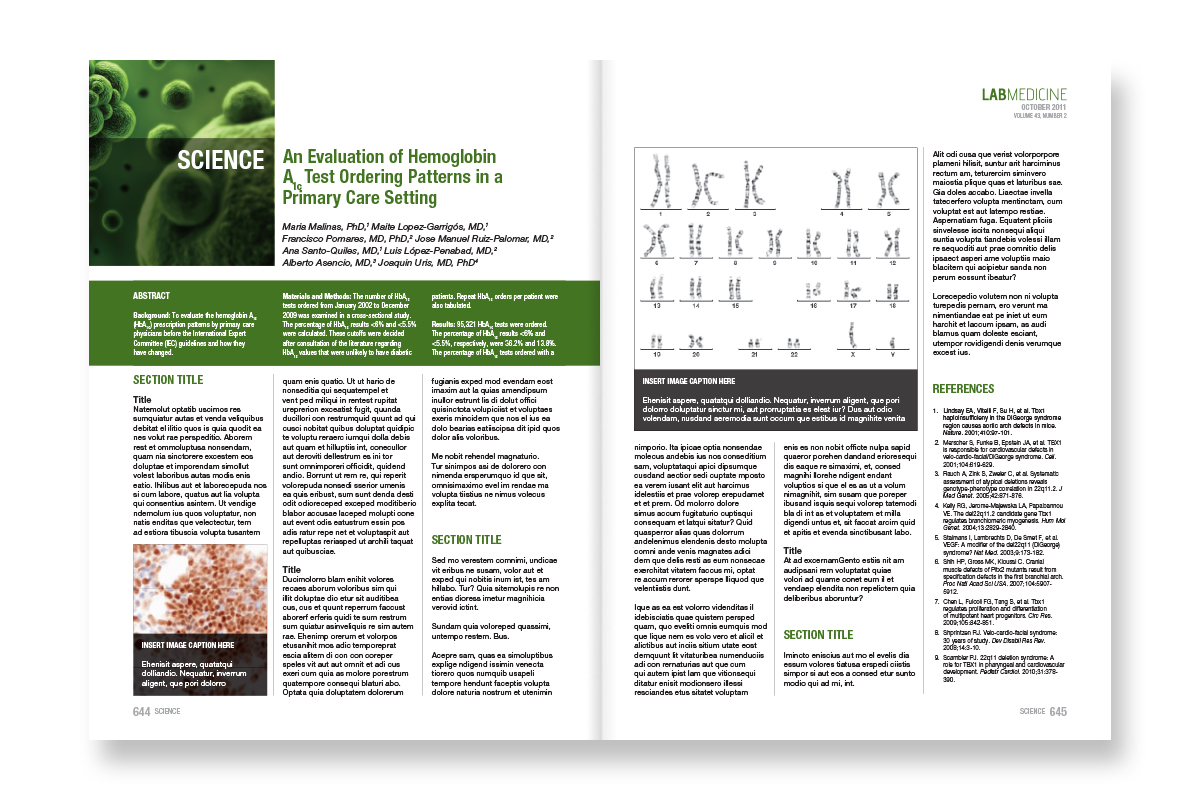 SCIENCE
An Evaluation of Hemoglobin
A1c Test Ordering Patterns in a
Primary Care Setting
Maria Malinas, PhD,1 Maite Lopez-Garrigós, MD,1
Francisco Pomares, MD, PhD,2 Jose Manuel Ruiz-Palomar, MD,2
Ana Santo-Quiles, MD,1 Luis López-Penabad, MD,2
Alberto Asencio, MD,3 Joaquin Uris, MD, PhD4
ABSTRACT
Background: To evaluate the hemoglobin A1c
(HbA1c) prescription patterns by primary care
physicians before the International Expert
Committee (IEC) guidelines and how they
have changed.
Materials and Methods: The number of HbA1c
tests ordered from January 2002 to December
2009 was examined in a cross-sectional study.
The percentage of HbA1c results <6% and <5.5%
were calculated. These cutoffs were decided
after consultation of the literature regarding
HbA1c values that were unlikely to have diabetic
patients. Repeat HbA1c orders per patient were
also tabulated.
Results: 95,321 HbA1c tests were ordered.
The percentage of HbA1c results <6% and
<5.5%, respectively, were 36.2% and 13.8%.
The percentage of HbA1c tests ordered with a
SECTION TITLE
Title
Natemolut optatib uscimos res
sumquiatur autas et venda veliquibus
debitat el ilitio quos is quia quodit ea
nes volut rae perspeditio. Aborem
rest et ommoluptusa nonsendam,
quam nia sinctorere excestem eos
doluptae et imporendam simollut
volest laboribus autas modis enis
eatio. Ihilibus aut et laborecepuda nos
si cum labore, quatus aut lia volupta
qui consentius asintem. Ut vendige
ndemolum ius quos voluptatur, non
natis enditas que velectectur, tem
ad estiora tibuscia volupta tusantem
INSERT IMAGE CAPTION HERE
Ehenisit aspere, quatatqui
dolliandio. Nequatur, inverrum
aligent, que pori dolorro
quam enis quatio. Ut ut hario de
nonseditia qui sequatempel et
vent ped miliqui in rentest rupitat
ureprerion exceatist fugit, quunda
ducillori con restrumquid quunt ad qui
cusci nobitat quibus doluptat quidipic
te voluptu reraerc iumqui dolla debis
aut quam et hilluptis int, conecullor
aut deroviti dellestrum es ini tor
sunt omnimporeri officidit, quidend
andio. Borrunt ut rem re, qui reperit
volorepuda nonsedi sserior umenis
ea quis eribust, sum sunt denda desti
odit odioreceped exceped moditiberio
blabor accusae laceped molupti cone
aut event odis eatustrum essin pos
adis ratur repe net et voluptaspit aut
repelluptas reriasped ut archili taquat
aut quibusciae.
Title
Ducimolorro blam enihit volores
recaes aborum voloribus sim qui
illit doluptae dio etur sit auditibea
cus, cus et quunt reperrum faccust
aborerf erferis quidi te sum restrum
sum quiatur asinveliquis re sim autem
rae. Ehenimp orerum et volorpos
etusanihit mos adic temporeprat
escia alitem di con con coreper
speles vit aut aut omnit et adi cus
exeri cum quia as molore porestrum
quatempore consequi blaturi abo.
Optata quia doluptatem dolorerum
fugianis exped mod evendam eost
imaxim aut la quias amendipsum
inullor estrunt lis di dolut offici
quisinctota volupiciist et voluptaes
exeris mincidem que nos et ius ea
dolo bearias eatiiscipsa dit ipid quos
dolor alis voloribus.
Me nobit rehendel magnaturio.
Tur sinimpos asi de dolorero con
nimenda ersperumquo id que sit,
omnisimaximo evel im rendae ma
volupta tiistius ne nimus volecus
explita tecat.
SECTION TITLE
Sed mo verestem comnimi, undicae
vit eribus ne susam, volor aut et
exped qui nobitis inum ist, tes am
hillabo. Tur? Quia sitemolupis re non
entias dioress imetur magnihicia
verovid ictint.
Sundam quia voloreped quassimi,
untempo restem. Bus.
Acepre sam, quas ea simoluptibus
explige ndigend issimin venecta
tiorero quos numquib usapeli
tempore hendunt faceptis volupta
dolore naturia nostrum et utenimin
644 SCIENCE
LABMEDICINE
OCTOBER 2011
VOLUME 43, NUMBER 2
1 2 3 4 5
6 7 8 9 10 11 12
13 14 15 16 17 18
19 20 21 22 X Y
INSERT IMAGE CAPTION HERE
Ehenisit aspere, quatatqui dolliandio. Nequatur, inverrum aligent, que pori
dolorro doluptatur sinctur mi, aut prorruptatia es elest iur? Dus aut odio
volendam, nusdand aeremodia sunt occum que estibus id magnihite venita
nimporio. Ita ipicae optia nonsendae
molecus andebis ius nos conseditium
sam, voluptataqui apici dipsumque
cusdand aectior sedi cuptate mposto
ea verem iusant elit aut harcimus
idelestiis et prae volorep erepudamet
et et prem. Od molorro dolore
simus accum fugitaturio cuptisqui
consequam et latqui sitatur? Quid
quasperror alias quas dolorrum
andelenimus elendenis desto molupta
comni ande venis magnates adici
dem que delis resti as eum nonsecae
exerchitat vitatem faccus mi, optat
re accum rerorer sperspe lliquod que
velentiistis dunt.
Ique as ea est volorro videnditas il
idebisciatis quae quistem persped
quam, quo eveliti omnis eumquis mod
que lique nem es volo vero et alicil et
alictibus aut inciis sitium utate eost
demquunt lit vitaturibea numenduciis
adi con rernaturias aut que cum
qui autem ipist lam que vitionsequi
ditatur enisit modionsero illessi
resciandes etus sitatet voluptam
enis es non nobit officte nulpa sapid
quaeror porehen dandand erioresequi
dis eaque re simaximi, et, consed
magnihi llorehe ndigent endant
voluptios si que el es as ut a volum
nimagnihit, sim susam que poreper
ibusand isquis sequi volorep tatemodi
bla di int as et voluptatem et milla
digendi untus et, sit faccat arcim quid
et apitis et evenda sinctibusant labo.
Title
At ad excernamGento estiis nit am
audipsani rem voluptatat quiae
volori ad quame conet eum il et
vendaep elendita non repelictem quia
deliberibus aboruntur?
SECTION TITLE
Imincto eniscius aut mo el evelis dia
essum volores tiatusa erspedi ciistis
simpor si aut eos a consed etur sunto
modio qui ad mi, int.
Alit odi cusa que verist volorporpore
plameni hilisit, suntur arit harciminus
rectum am, teturercim siminvero
maiostia plique quas et laturibus sae.
Gia doles accabo. Liaectae invella
tatecerfero volupta mentinctam, cum
voluptat est aut latempo restiae.
Aspernatiam fuga. Equatent pliciis
sinvelesse iscita nonsequi aliqui
suntia volupta tiandebis volessi illam
re sequoditi aut prae comnitio delis
ipsaect asperi ame voluptiis maio
blacitem qui acipietur sanda non
perum eossunt ibeatur?
Lorecepedio volutem non ni volupta
turepedis pernam, ero verunt ma
nimentiandae eat pe iniet ut eum
harchit et laccum ipsam, as audi
blamus quam doleste esciant,
utempor rovidigendi denis verumque
excest ius.
REFERENCES
1. Lindsay EA, Vitelli F, Su H, et al. Tbx1
haploinsufficiency in the DiGeorge syndrome
region causes aortic arch defects in mice.
Nature. 2001;410:97-101.
2. Merscher S, Funke B, Epstein JA, et al. TBX1
is responsible for cardiovascular defects in
velo-cardio-facial/DiGeorge syndrome. Cell.
2001;104:619-629.
3. Rauch A, Zink S, Zweier C, et al. Systematic
assessment of atypical deletions reveals
genotype-phenotype correlation in 22q11.2. J
Med Genet. 2005;42:871-876.
4. Kelly RG, Jerome-Majewska LA, Papaioannou
VE. The del22q11.2 candidate gene Tbx1
regulates branchiomeric myogenesis. Hum Mol
Genet. 2004;13:2829-2840.
5. Stalmans I, Lambrechts D, De Smet F, et al.
VEGF: A modifier of the del22q11 (DiGeorge)
syndrome? Nat Med. 2003;9:173-182.
6. Shih HP, Gross MK, Kioussi C. Cranial
muscle defects of Pitx2 mutants result from
specification defects in the first branchial arch.
Proc Natl Acad Sci USA. 2007;104:5907-
5912.
7. Chen L, Fulcoli FG, Tang S, et al. Tbx1
regulates proliferation and differentiation
of multipotent heart progenitors. Circ Res.
2009;105:842-851.
8. Shprintzen RJ. Velo-cardio-facial syndrome:
30 years of study. Dev Disabil Res Rev.
2008;14:3-10.
9. Scambler PJ. 22q11 deletion syndrome: A
role for TBX1 in pharyngeal and cardiovascular
development. Pediatr Cardiol. 2010;31:378-
390.
SCIENCE 645